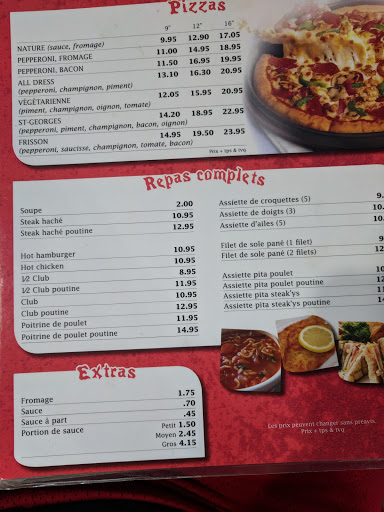 Pizzas
9" 12" 16"
NATURE (sauce, fromage) 9.95 12.90 17.05
PEPPERONI, FROMAGE 11.00 14.95 18.95
PEPPERONI, BACON 11.50 16.95 19.95
ALL DRESS 13.10 16.30 20.95
(pepperoni, champignon, piment)
VÉGÉTARIENNE 12.05 15.95 20.95
(piment, champignon, oignon, tomate)
ST-GEORGES 14.20 18.95 22.95
(pepperoni, piment, champignon, bacon, oignon)
FRISSON 14.95 19.50 23.95
(pepperoni, saucisse, champignon, tomate, bacon)
Prix + tps & tvq
Repas complets
Soupe 2.00
Steak haché 10.95
Steak haché poutine 12.95
Hot hamburger 10.95
Hot chicken 10.95
1/2 Club 8.95
1/2 Club poutine 11.95
Club 10.95
Club poutine 12.95
Poitrine de poulet 11.95
Poitrine de poulet poutine 14.95
Assiette de croquettes (5) 9.
Assiette de doigts (3) 10.
Assiette d'ailes (5) 10.
Filet de sole pané (1 filet) 9
Filet de sole pané (2 filets) 12
Assiette pita poulet 10
Assiette pita poulet poutine 12
Assiette pita steak'ys 11
Assiette pita steak'ys poutine 14
Extras
Fromage 1.75
Sauce .70
Sauce à part .45
Portion de sauce Petit 1.50
Moyen 2.45
Gros 4.15
Les prix peuvent changer sans préavis.
Prix + tps & tvq